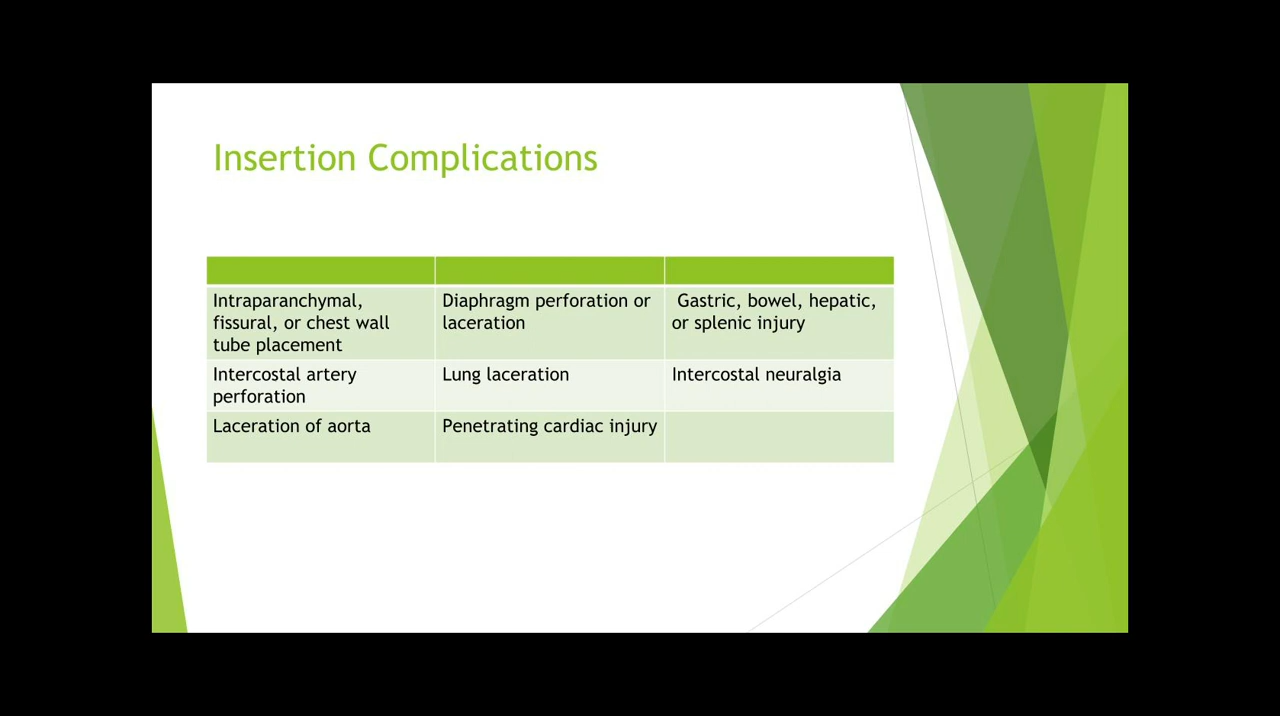 Insertion Complications
Intraparanchymal,
fissural, or chest wall
tube placement
Diaphragm perforation or
laceration
Gastric, bowel, hepatic,
or splenic injury
Intercostal artery
perforation
Lung laceration
Intercostal neuralgia
Laceration of aorta
Penetrating cardiac injury